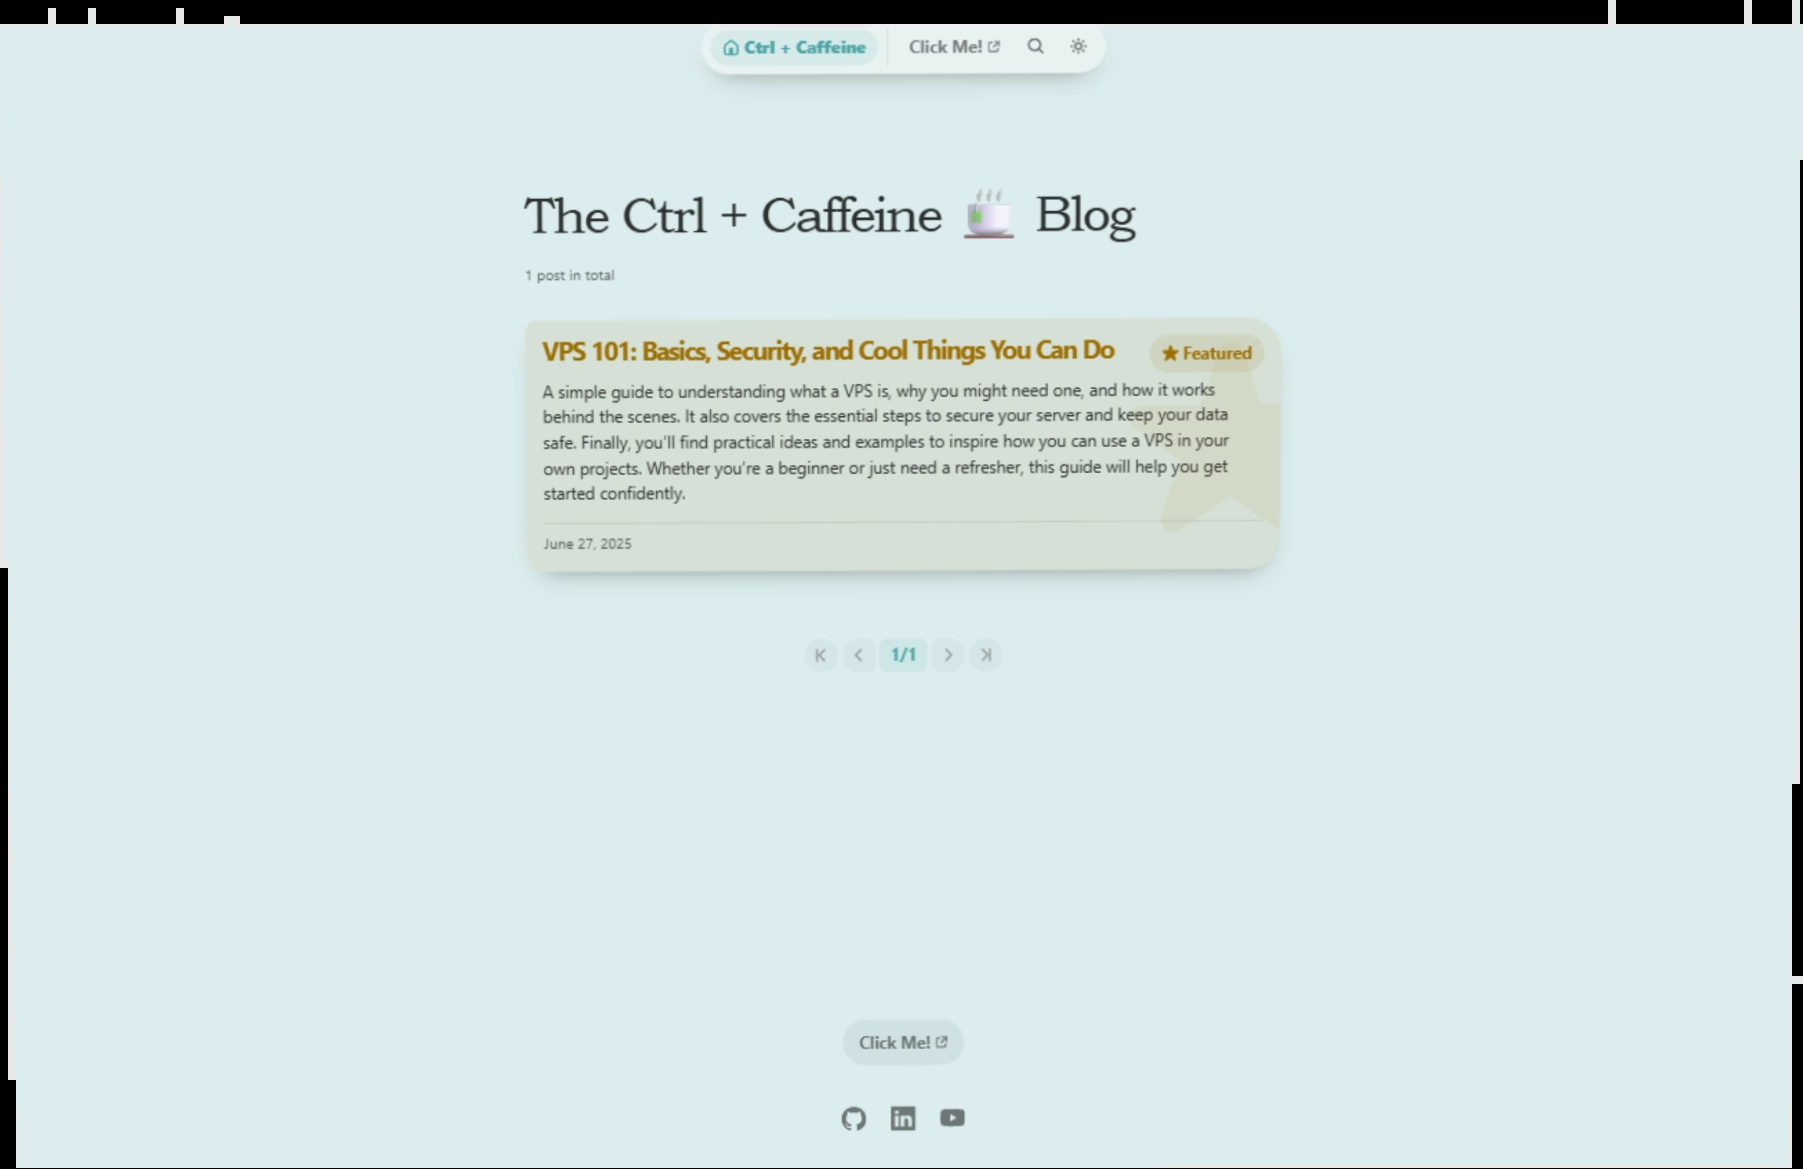 Ctrl + Caffeine
Click Me!
The Ctrl + Caffeine Blog
1 post in total
VPS 101: Basics, Security, and Cool Things You Can Do
Featured
A simple guide to understanding what a VPS is, why you might need one, and how it works
behind the scenes. It also covers the essential steps to secure your server and keep your data
safe. Finally, you'll find practical ideas and examples to inspire how you can use a VPS in your
own projects. Whether you're a beginner or just need a refresher, this guide will help you get
started confidently.
June 27, 2025
1/1
Click Me!
in